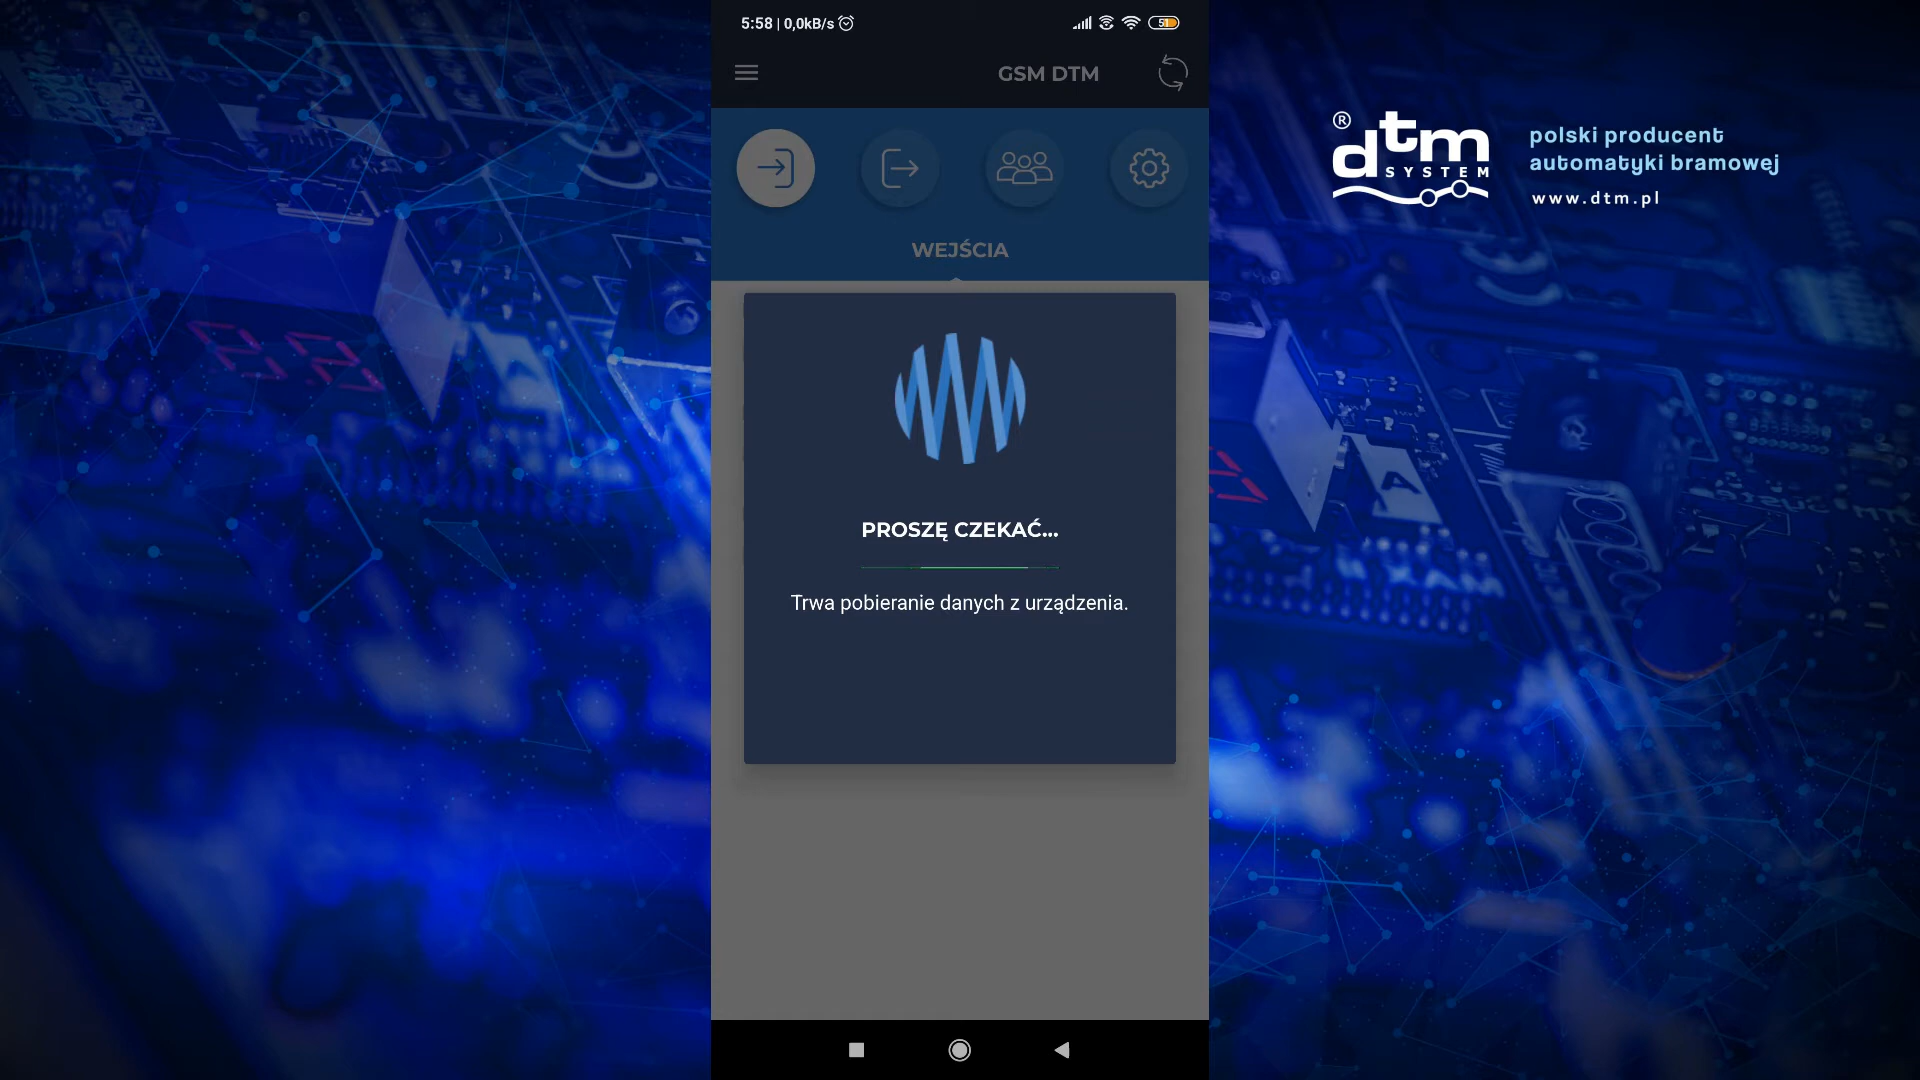 5:58 | 0,0kB/s
51
GSM DTM
WEJŚCIA
PROSZĘ CZEKAĆ...
Trwa pobieranie danych z urządzenia.
® dtm
SYSTEM
polski producent
automatyki bramowej
www.dtm.pl
A